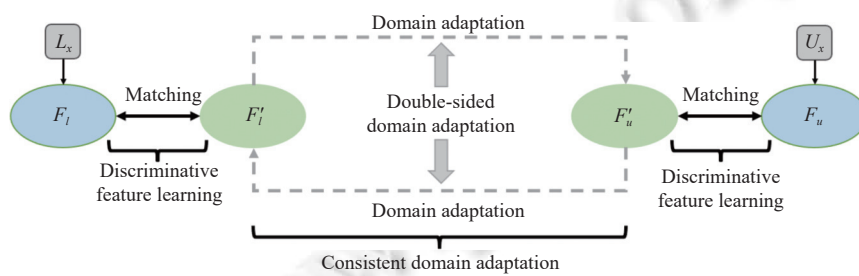 Domain adaptation
L_x
U_x
Matching
Matching
F_l
F'_l
Double-sided
domain adaptation
F'_u
F_u
Discriminative
feature learning
Discriminative
feature learning
Domain adaptation
Consistent domain adaptation